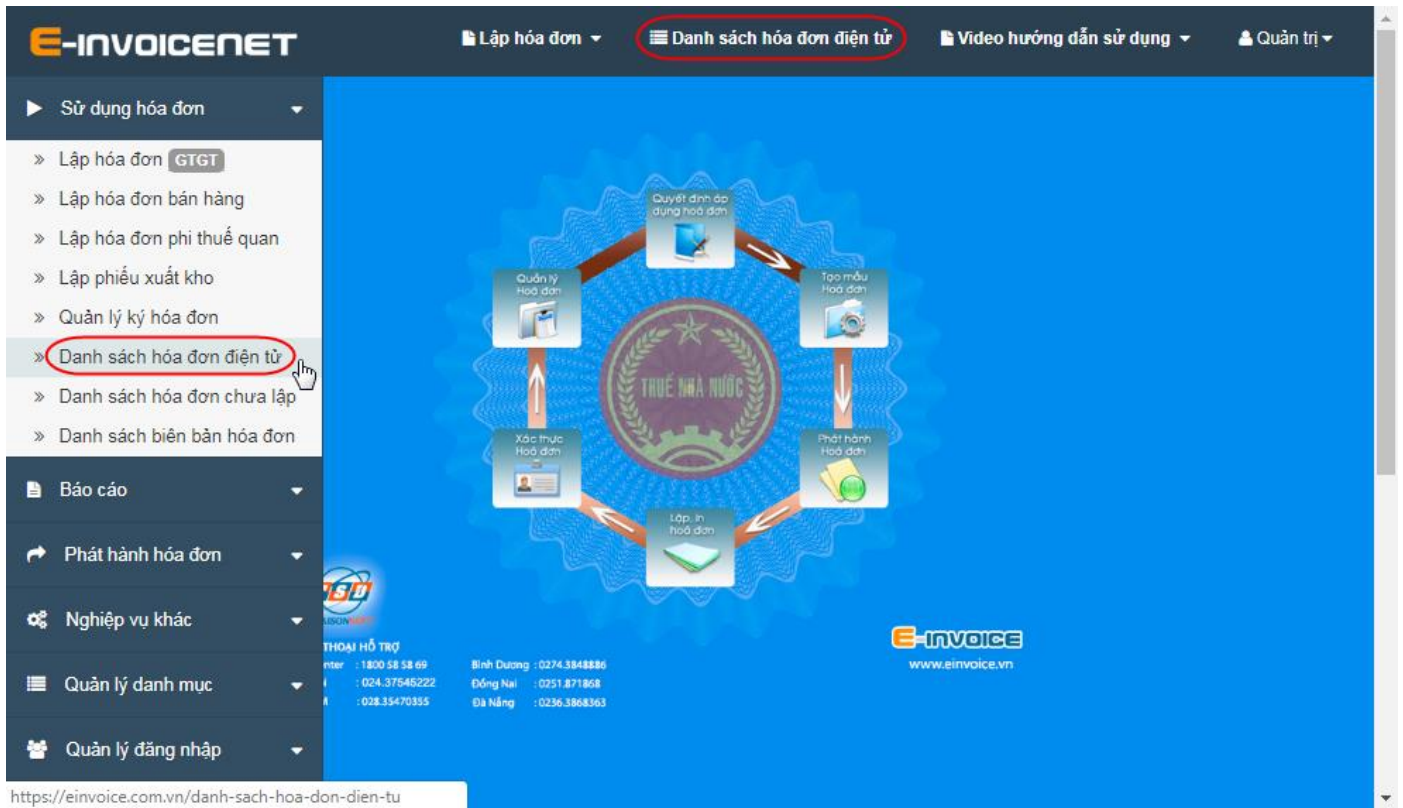 E-INVOICENET
Lập hóa đơn
Danh sách hóa đơn điện tử
Video hướng dẫn sử dụng
Quản trị
Sử dụng hóa đơn
Lập hóa đơn GTGT
Lập hóa đơn bán hàng
Lập hóa đơn phi thuế quan
Lập phiếu xuất kho
Quản lý ký hóa đơn
Danh sách hóa đơn điện tử
Danh sách hóa đơn chưa lập
Danh sách biên bản hóa đơn
Báo cáo
Phát hành hóa đơn
Nghiệp vụ khác
Quản lý danh mục
Quản lý đăng nhập
Quyết định áp
dụng hoá đơn
Quản lý
Hoá đơn
Tạo mẫu
Hoá đơn
THUẾ NHÀ NƯỚC
Xác thực
Hoá đơn
Phát hành
Hoá đơn
Lập, in
hoá đơn
THOẠI HỖ TRỢ
nter : 1800 58 58 69
: 024.37545222
: 028.35470355
Bình Dương : 0274.3848886
Đồng Nai : 0251.871868
Đà Nẵng : 0236.3868363
E-INVOICE
www.einvoice.vn
https://einvoice.com.vn/danh-sach-hoa-don-dien-tu